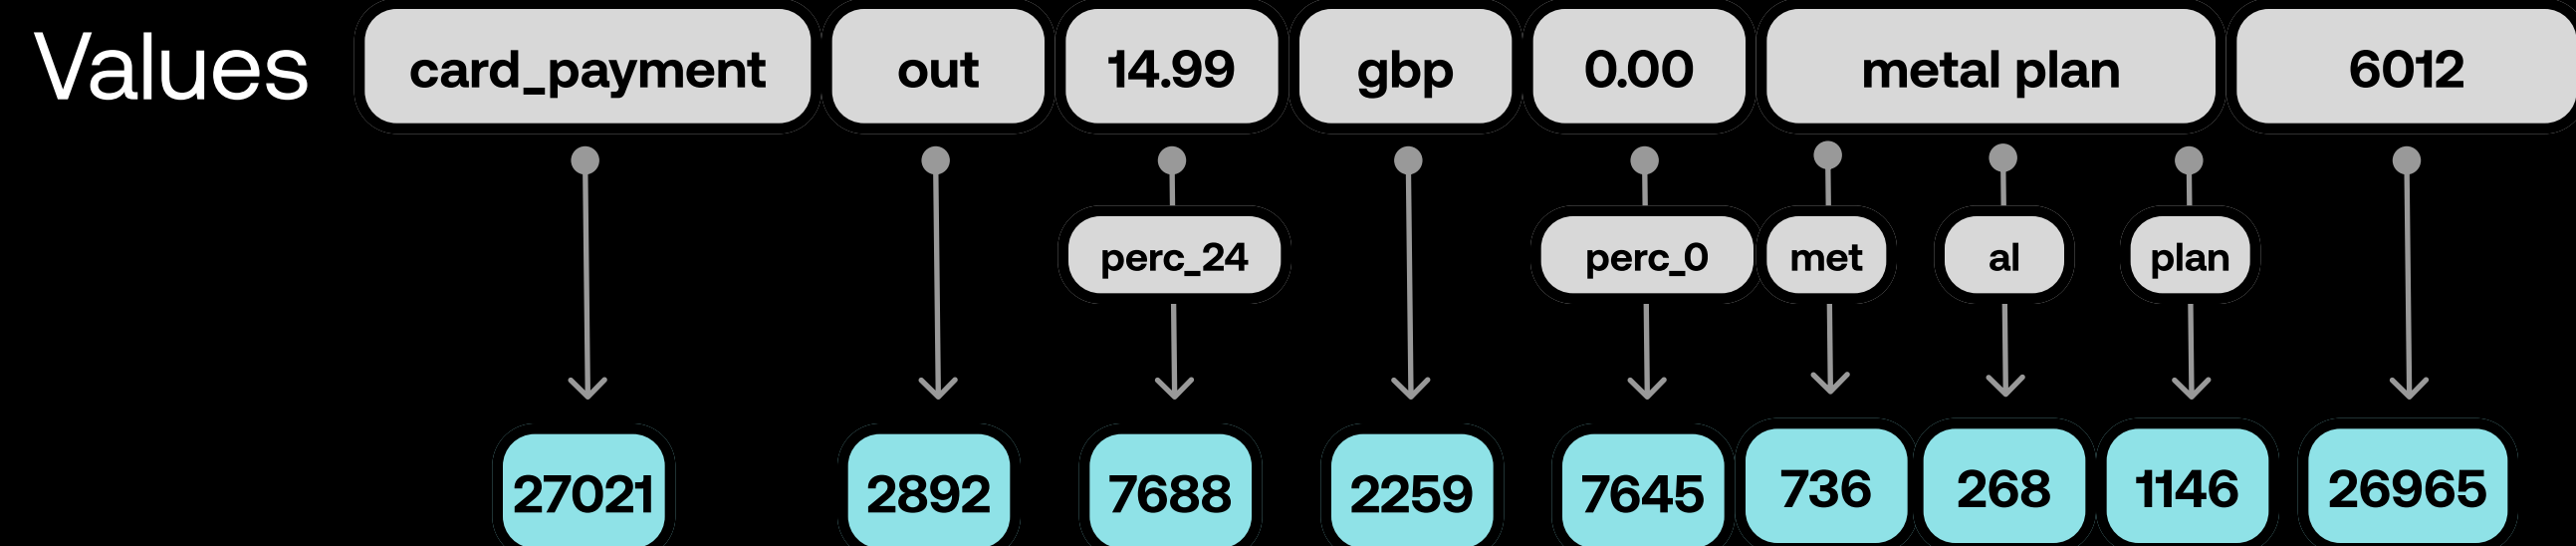 Values card_payment out 14.99 gbp 0.00 metal plan 6012
perc_24 perc_0 met al plan
27021 2892 7688 2259 7645 736 268 1146 26965